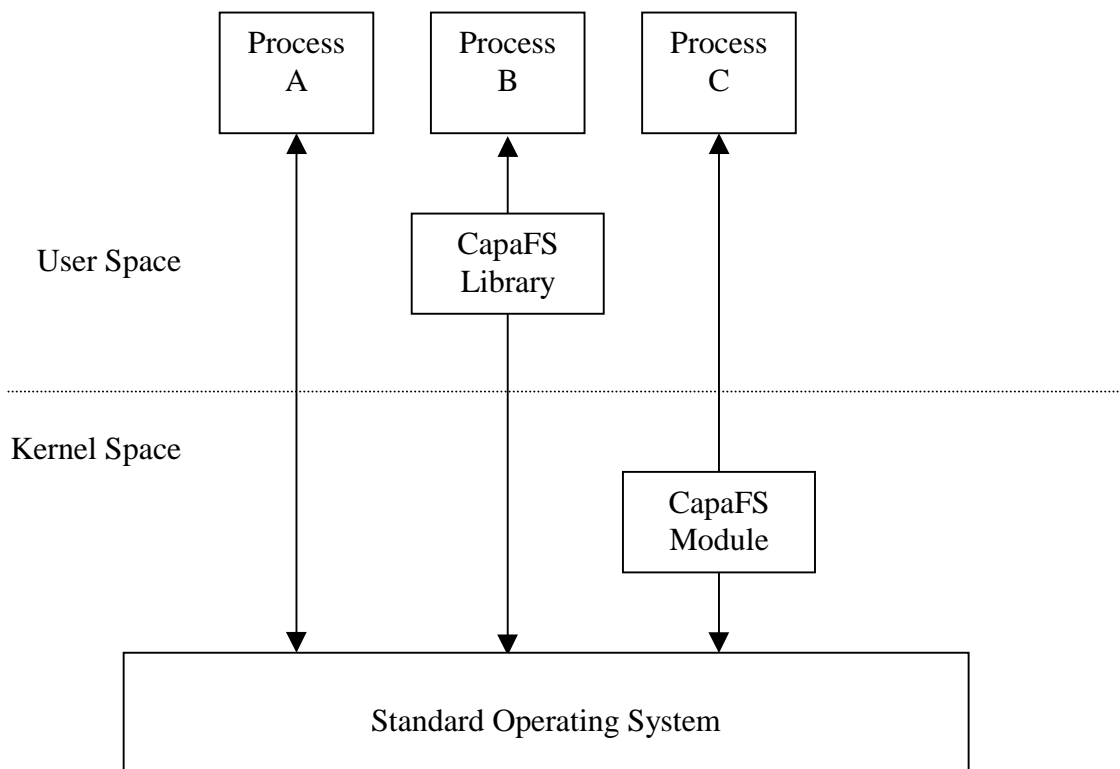 Process
A
Process
B
Process
C
CapaFS
Library
User Space
Kernel Space
CapaFS
Module
Standard Operating System